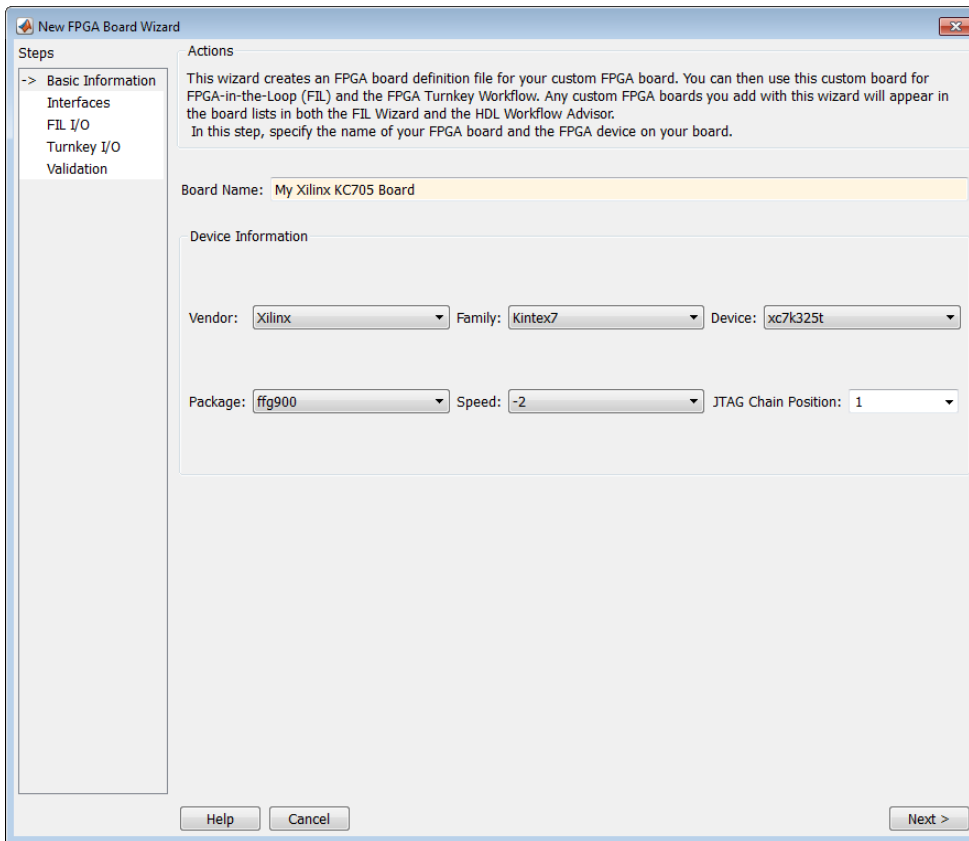 New FPGA Board Wizard
Steps
-> Basic Information
Interfaces
FIL I/O
Turnkey I/O
Validation
Actions
This wizard creates an FPGA board definition file for your custom FPGA board. You can then use this custom board for
FPGA-in-the-Loop (FIL) and the FPGA Turnkey Workflow. Any custom FPGA boards you add with this wizard will appear in
the board lists in both the FIL Wizard and the HDL Workflow Advisor.
In this step, specify the name of your FPGA board and the FPGA device on your board.
Board Name: My Xilinx KC705 Board
Device Information
Vendor: Xilinx Family: Kintex7 Device: xc7k325t
Package: ffg900 Speed: -2 JTAG Chain Position: 1
Help Cancel Next >